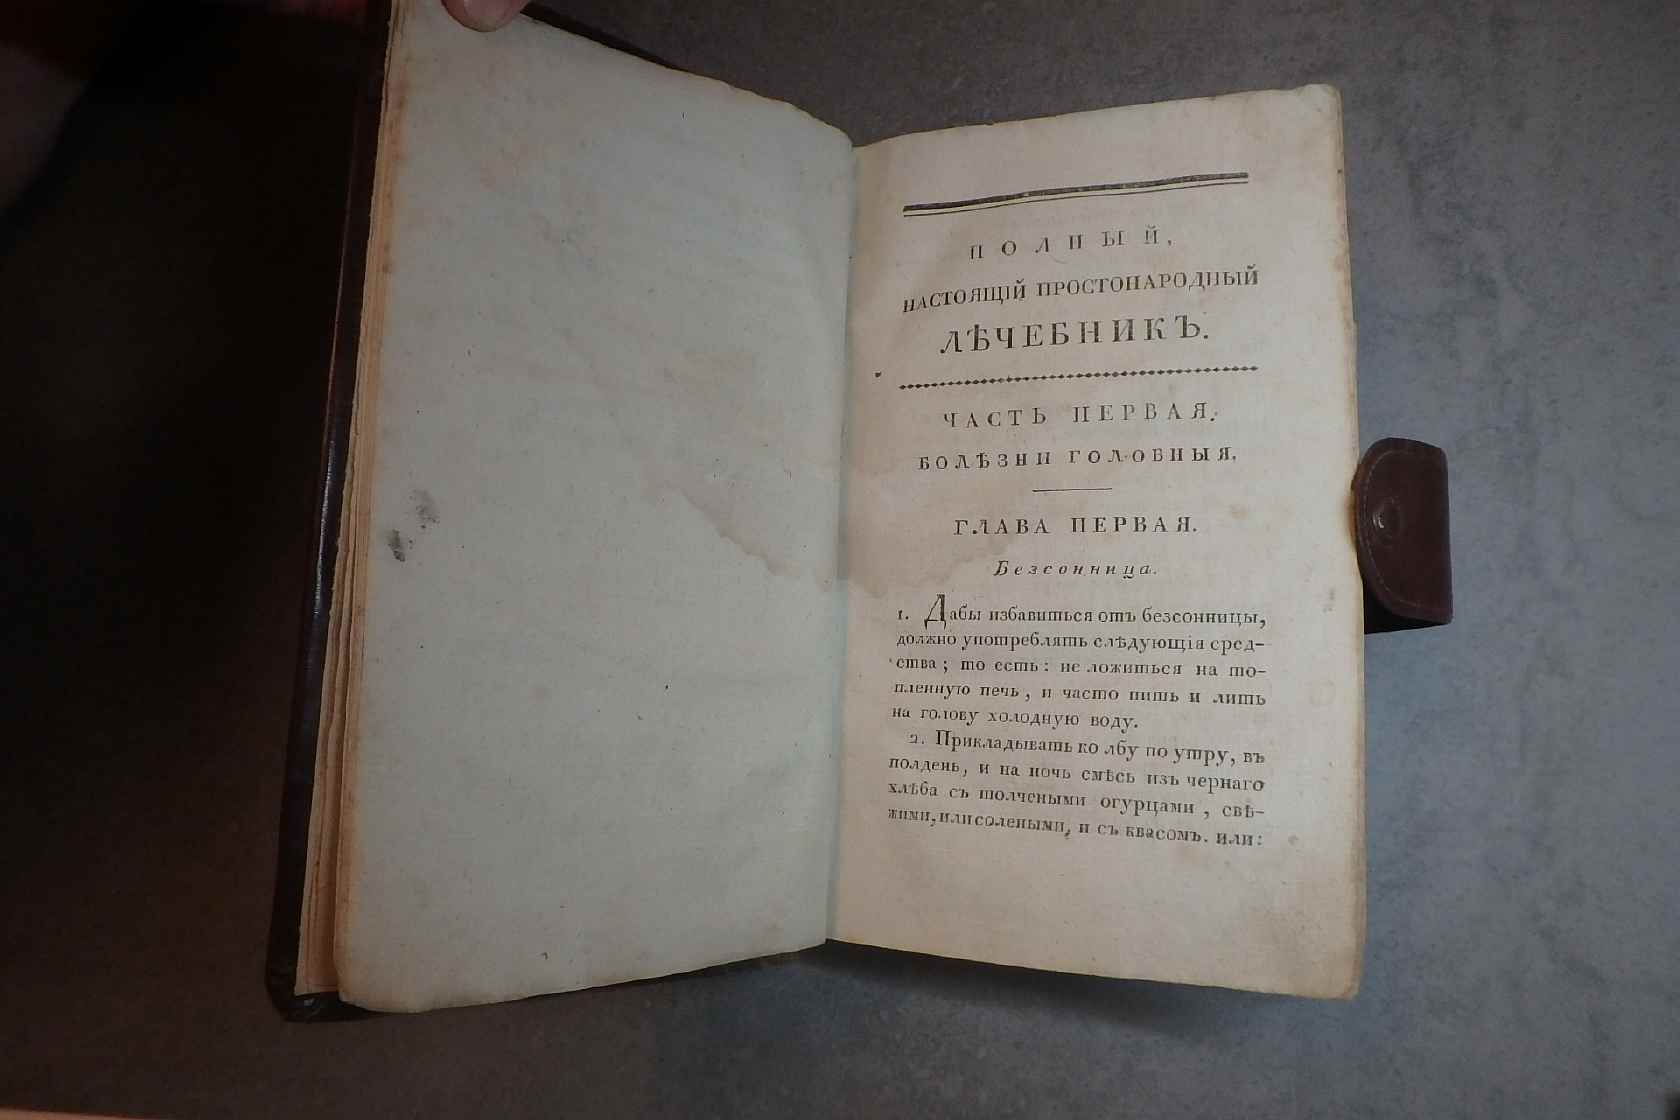 ПОЛНЫЙ,
НАСТОЯЩІЙ ПРОСТОНАРОДНЫЙ
ЛѢЧЕБНИКЪ.
ЧАСТЬ ПЕРВАЯ.
БОЛѢЗНИ ГОЛОВНЫЯ.
ГЛАВА ПЕРВАЯ.
Безсонница.
1. Дабы избавиться отъ безсонницы,
должно употреблять слѣдующія сред-
ства; то есть: не ложиться на то-
пленную печь, и часто пить и лить
на голову холодную воду.
2. Прикладывать ко лбу по утру, въ
полдень, и на ночь смѣсь изъ чернаго
хлѣба съ толчеными огурцами, свѣ-
жими, или солеными, и съ квасомъ. или: